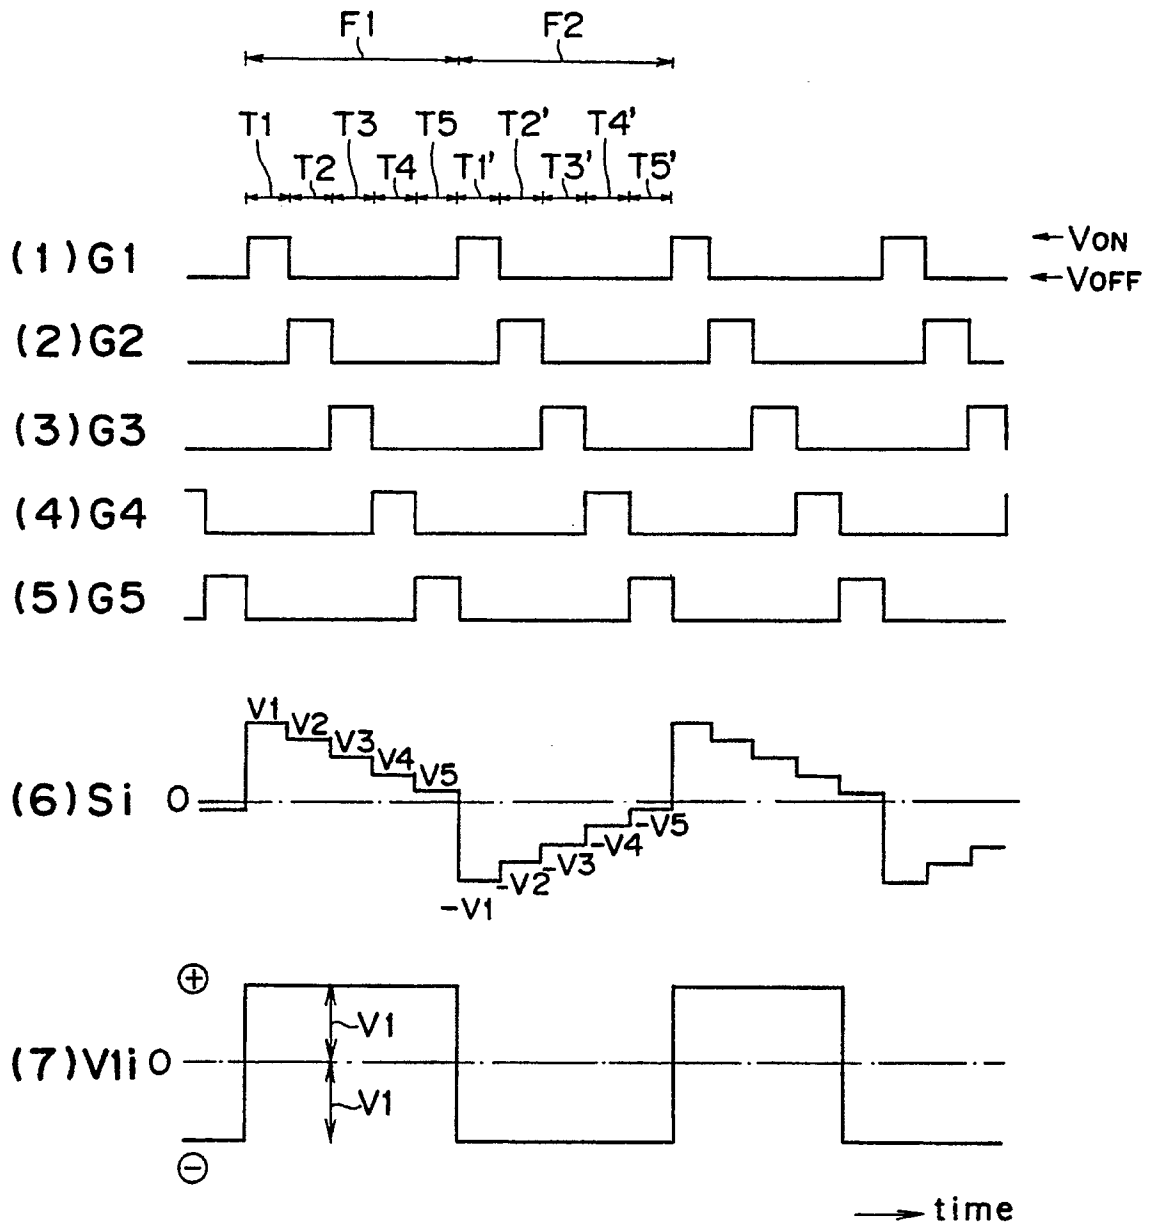 F1 F2
T1 T3 T5 T2' T4'
T2 T4 T1' T3' T5'
(1) G1 VON
VOFF
(2) G2
(3) G3
(4) G4
(5) G5
V1
V2
V3
V4
V5
(6) Si 0
-V5
-V4
-V3
-V2
-V1
⊕
V1
(7) V1i 0
V1
⊖
time